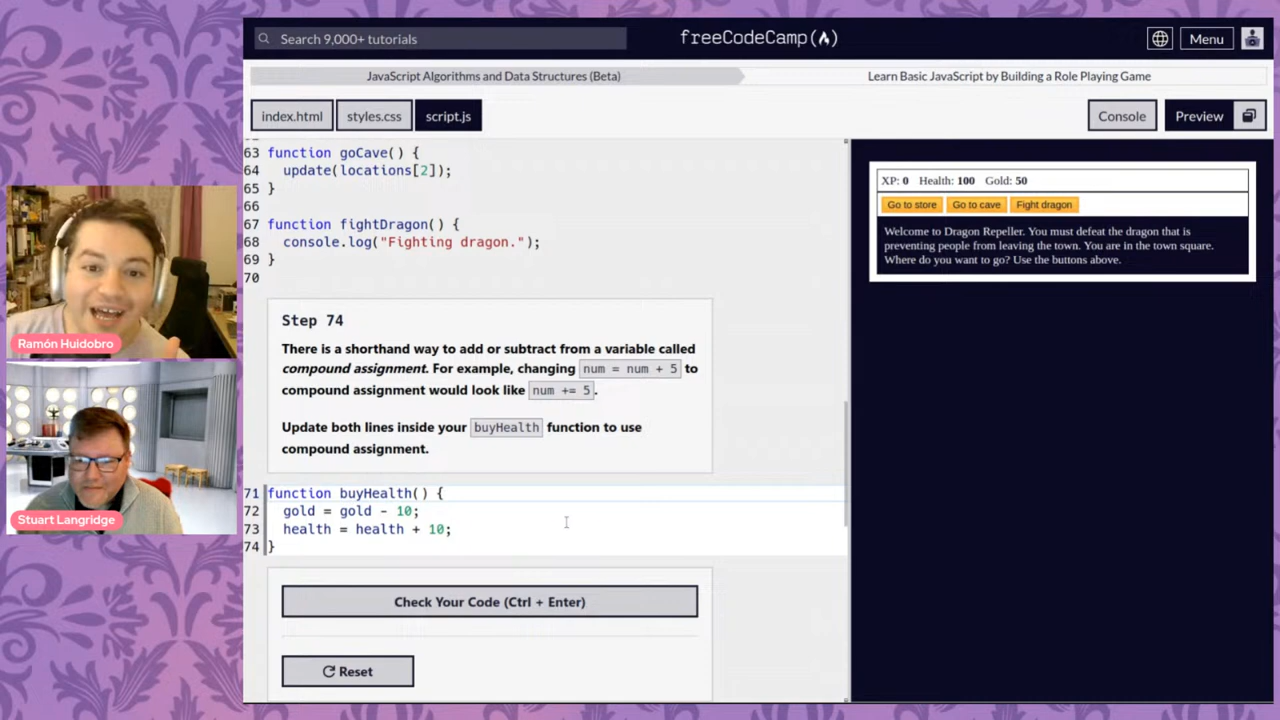 Search 9,000+ tutorials
freeCodeCamp
Menu
JavaScript Algorithms and Data Structures (Beta)
Learn Basic JavaScript by Building a Role Playing Game
index.html
styles.css
script.js
Console
Preview
63 function goCave() {
64 update(locations[2]);
65 }
66
67 function fightDragon() {
68 console.log("Fighting dragon.");
69 }
70
Step 74
There is a shorthand way to add or subtract from a variable called
compound assignment. For example, changing num = num + 5 to
compound assignment would look like num += 5.
Update both lines inside your buyHealth function to use
compound assignment.
71 function buyHealth() {
72 gold = gold - 10;
73 health = health + 10;
74 }
Check Your Code (Ctrl + Enter)
Reset
XP: 0 Health: 100 Gold: 50
Go to store
Go to cave
Fight dragon
Welcome to Dragon Repeller. You must defeat the dragon that is
preventing people from leaving the town. You are in the town square.
Where do you want to go? Use the buttons above.
Ramón Huidobro
Stuart Langridge